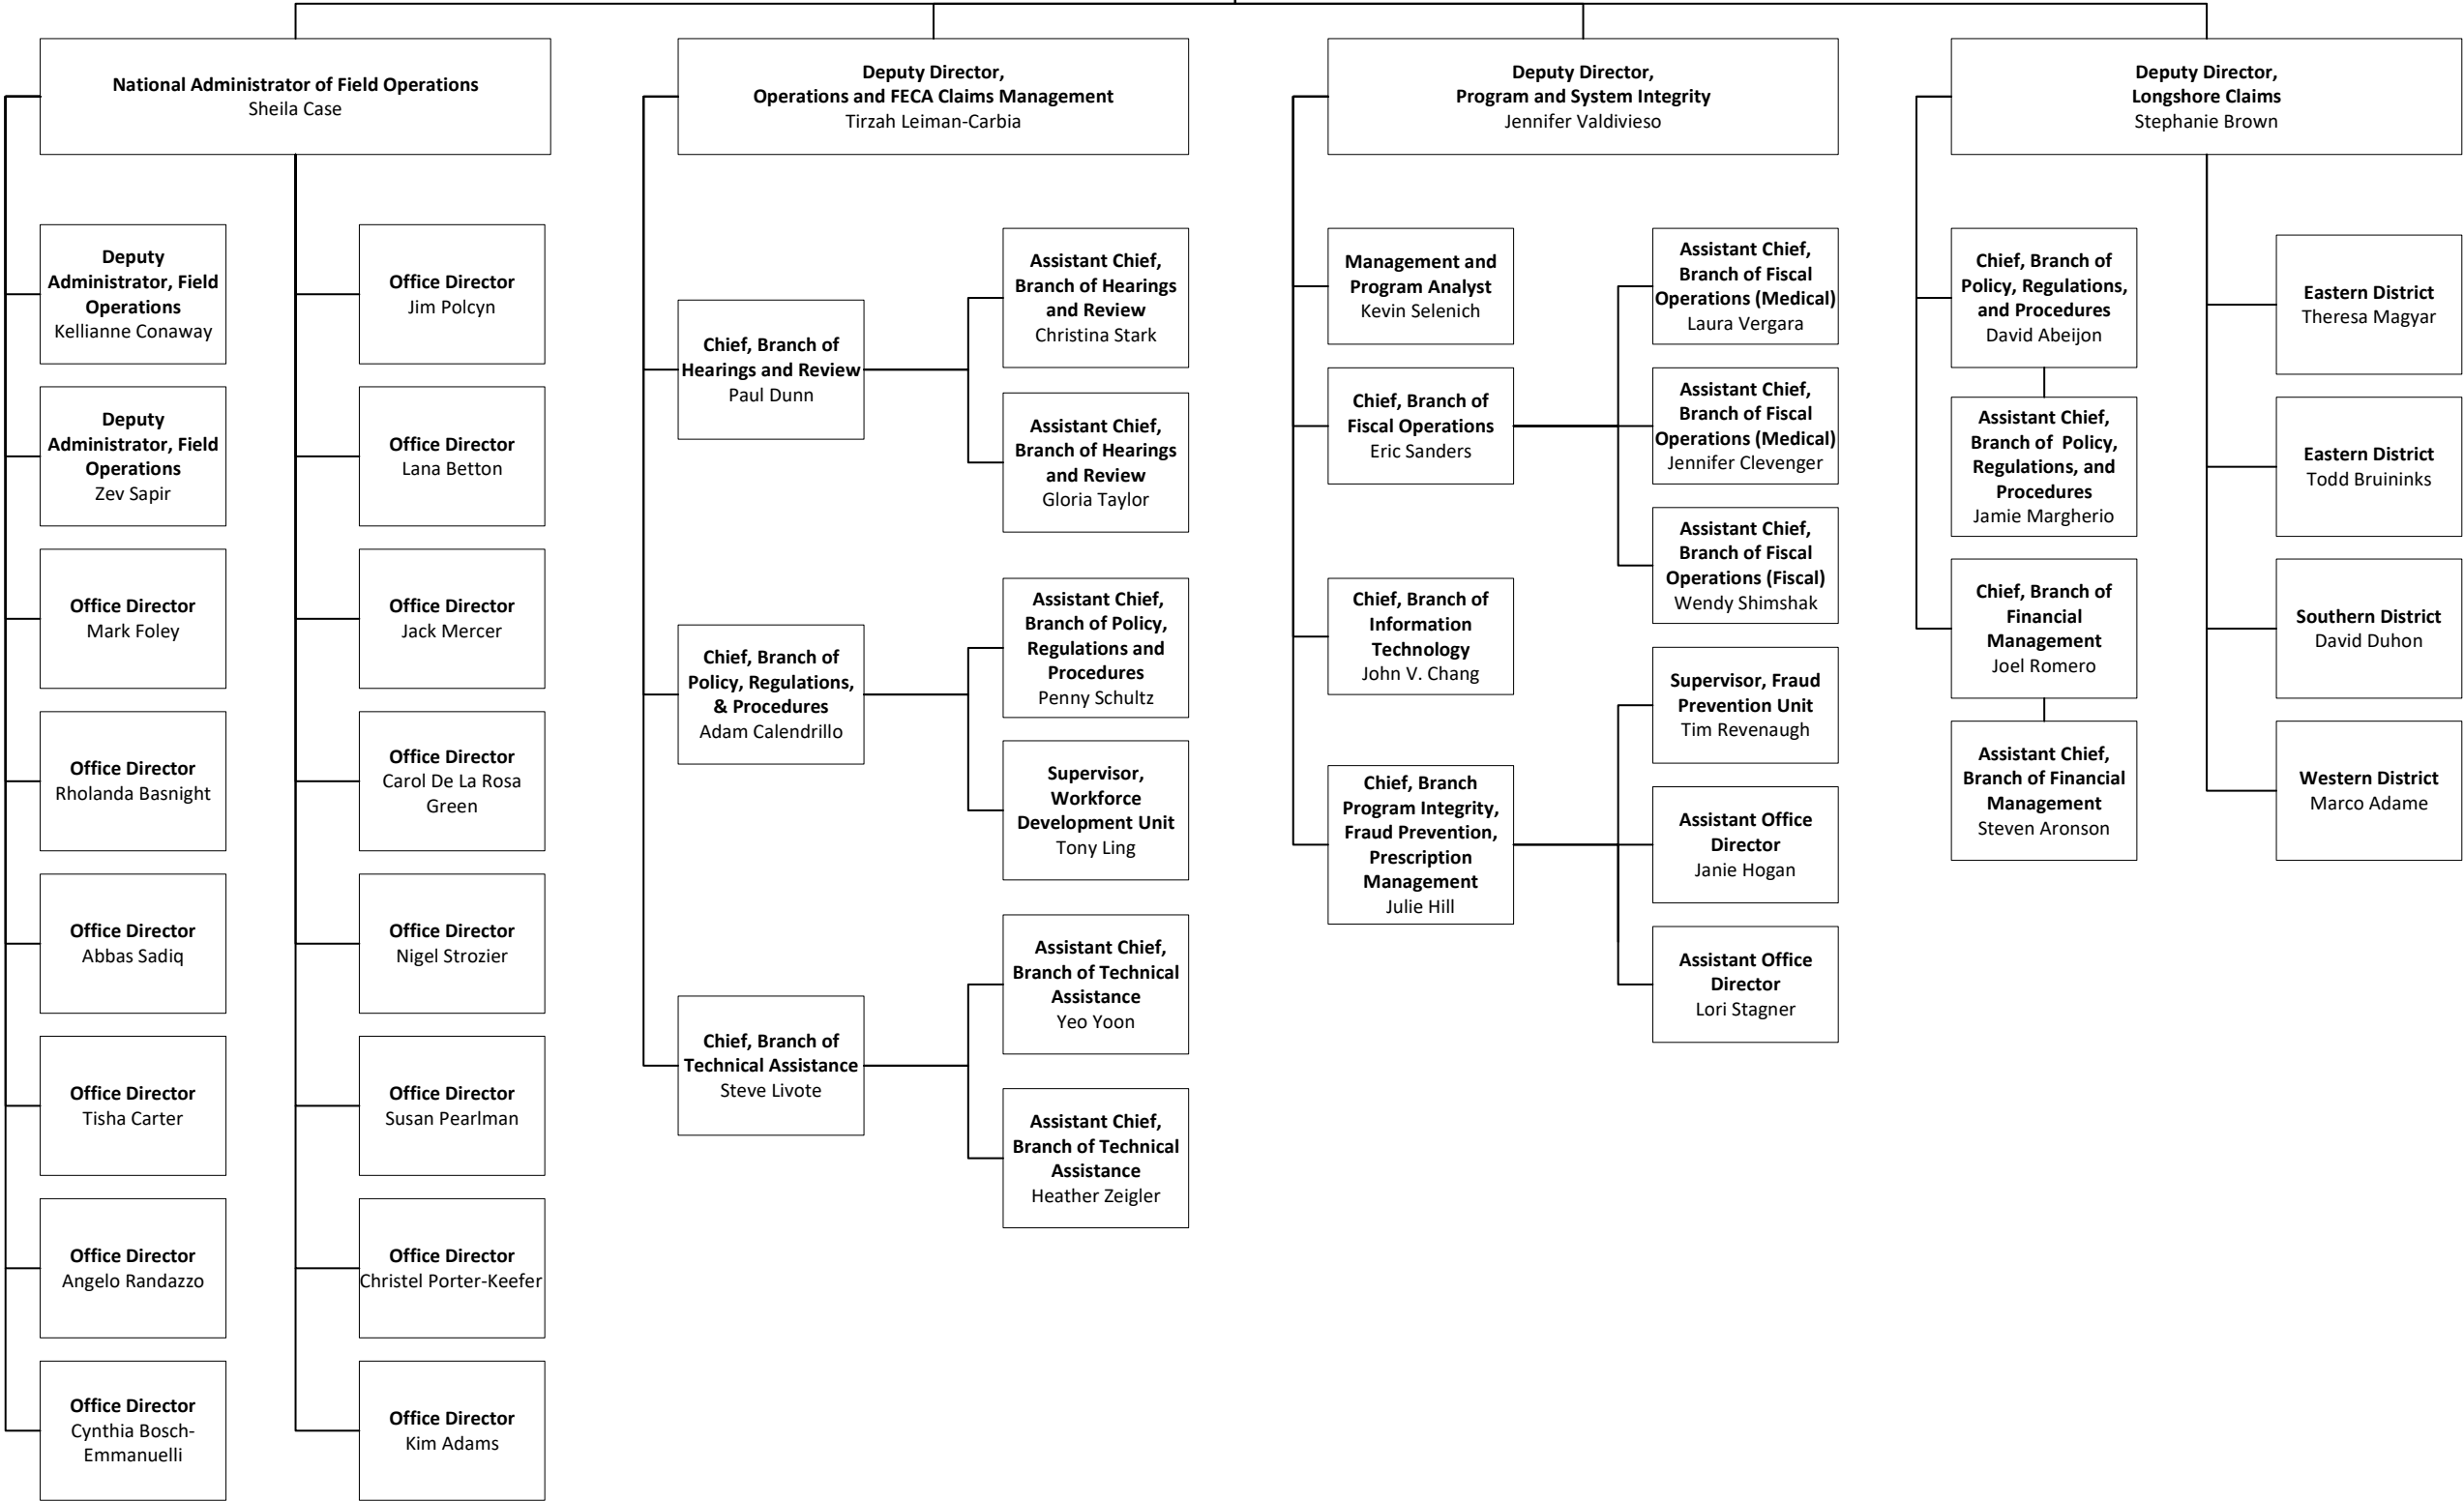 National Administrator of Field Operations
Sheila Case
Deputy
Administrator, Field
Operations
Kellianne Conaway
Deputy
Administrator, Field
Operations
Zev Sapir
Office Director
Mark Foley
Office Director
Rholanda Basnight
Office Director
Abbas Sadiq
Office Director
Tisha Carter
Office Director
Angelo Randazzo
Office Director
Cynthia Bosch-
Emmanuelli
Office Director
Jim Polcyn
Office Director
Lana Betton
Office Director
Jack Mercer
Office Director
Carol De La Rosa
Green
Office Director
Nigel Strozier
Office Director
Susan Pearlman
Office Director
Christel Porter-Keefer
Office Director
Kim Adams
Deputy Director,
Operations and FECA Claims Management
Tirzah Leiman-Carbia
Chief, Branch of
Hearings and Review
Paul Dunn
Assistant Chief,
Branch of Hearings
and Review
Christina Stark
Assistant Chief,
Branch of Hearings
and Review
Gloria Taylor
Chief, Branch of
Policy, Regulations,
& Procedures
Adam Calendrillo
Assistant Chief,
Branch of Policy,
Regulations and
Procedures
Penny Schultz
Supervisor,
Workforce
Development Unit
Tony Ling
Chief, Branch of
Technical Assistance
Steve Livote
Assistant Chief,
Branch of Technical
Assistance
Yeo Yoon
Assistant Chief,
Branch of Technical
Assistance
Heather Zeigler
Deputy Director,
Program and System Integrity
Jennifer Valdivieso
Management and
Program Analyst
Kevin Selenich
Chief, Branch of
Fiscal Operations
Eric Sanders
Assistant Chief,
Branch of Fiscal
Operations (Medical)
Laura Vergara
Assistant Chief,
Branch of Fiscal
Operations (Medical)
Jennifer Clevenger
Assistant Chief,
Branch of Fiscal
Operations (Fiscal)
Wendy Shimshak
Chief, Branch of
Information
Technology
John V. Chang
Chief, Branch
Program Integrity,
Fraud Prevention,
Prescription
Management
Julie Hill
Supervisor, Fraud
Prevention Unit
Tim Revenaugh
Assistant Office
Director
Janie Hogan
Assistant Office
Director
Lori Stagner
Deputy Director,
Longshore Claims
Stephanie Brown
Chief, Branch of
Policy, Regulations,
and Procedures
David Abeijon
Assistant Chief,
Branch of Policy,
Regulations, and
Procedures
Jamie Margherio
Chief, Branch of
Financial
Management
Joel Romero
Assistant Chief,
Branch of Financial
Management
Steven Aronson
Eastern District
Theresa Magyar
Eastern District
Todd Bruininks
Southern District
David Duhon
Western District
Marco Adame